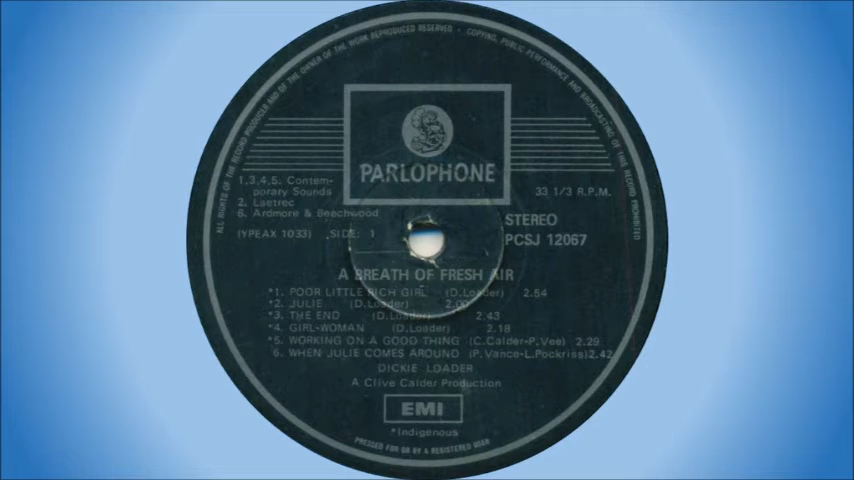 ALL RIGHTS OF THE RECORD PRODUCER AND OF THE OWNER OF THE WORK REPRODUCED RESERVED - COPYING, PUBLIC PERFORMANCE AND BROADCASTING OF THIS RECORD PROHIBITED
PARLOPHONE
1,3,4,5. Contem-
porary Sounds
2. Laetrec
6. Ardmore & Beechwood
(YPEAX 1033) SIDE: 1
33 1/3 R.P.M.
STEREO
PCSJ 12067
A BREATH OF FRESH AIR
*1. POOR LITTLE RICH GIRL (D.Loader) 2.54
*2. JULIE (D.Loader) 2.00
*3. THE END (D.Loader) 2.43
*4. GIRL-WOMAN (D.Loader) 2.18
*5. WORKING ON A GOOD THING (C.Calder-P.Vee) 2.29
6. WHEN JULIE COMES AROUND (P.Vance-L.Pockriss) 2.42
DICKIE LOADER
A Clive Calder Production
EMI
*Indigenous
PRESSED FOR OR BY A REGISTERED USER